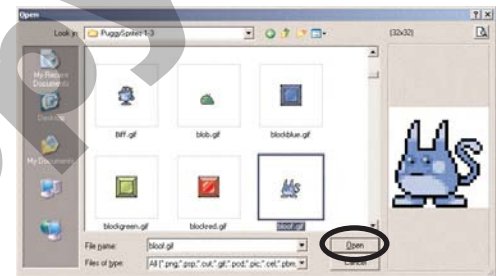 Open
Look in: PuggySprites 1-3
(32x32)
My Recent
Documents
Desktop
My Documents
Biff.gif
blob.gif
blockblue.gif
blockgreen.gif
blockred.gif
bloof.gif
File name: bloof.gif
Open
Files of type: All (*.png,*.psp,*.cut,*.gif,*.pcd,*.pic,*.cel,*.pbm,
Cancel